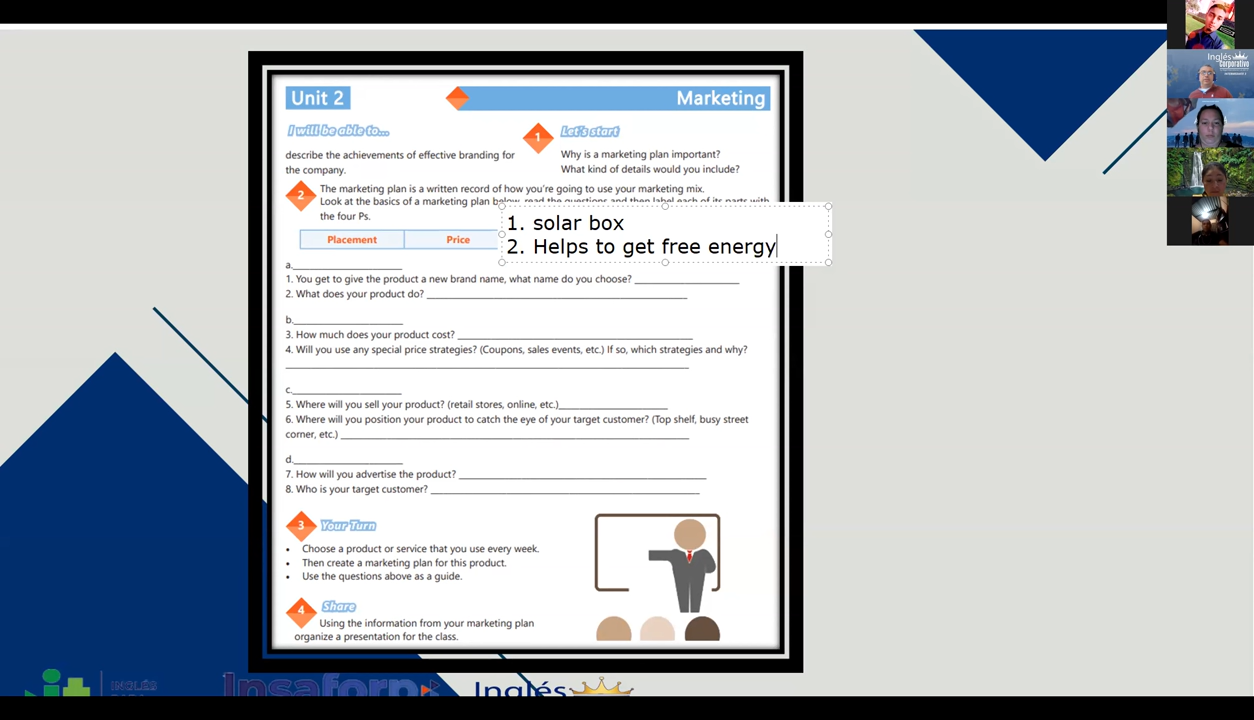 Unit 2
Marketing
I will be able to...
describe the achievements of effective branding for
the company.
1
Let's start
Why is a marketing plan important?
What kind of details would you include?
2
The marketing plan is a written record of how you're going to use your marketing mix.
Look at the basics of a marketing plan below, read the questions and then label each of its parts with
the four Ps.
1. solar box
2. Helps to get free energy
Placement
Price
a.
1. You get to give the product a new brand name, what name do you choose?
2. What does your product do?
b.
3. How much does your product cost?
4. Will you use any special price strategies? (Coupons, sales events, etc.) If so, which strategies and why?
c.
5. Where will you sell your product? (retail stores, online, etc.)
6. Where will you position your product to catch the eye of your target customer? (Top shelf, busy street
corner, etc.)
d.
7. How will you advertise the product?
8. Who is your target customer?
3
Your Turn
• Choose a product or service that you use every week.
• Then create a marketing plan for this product.
• Use the questions above as a guide.
4
Share
Using the information from your marketing plan
organize a presentation for the class.
INGLÉS
Insaforp
Inglés
Inglés
Corporativo